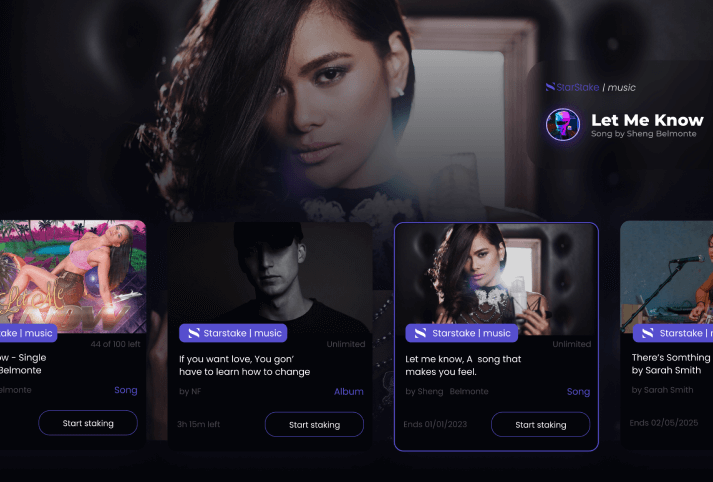 StarStake | music
Let Me Know
Song by Sheng Belmonte
take | music
44 of 100 left
ow - Single
Belmonte
elmonte
Song
Start staking
Starstake | music
Unlimited
If you want love, You gon’
have to learn how to change
by NF
Album
3h 15m left
Start staking
Starstake | music
Unlimited
Let me know, A song that
makes you feel.
by Sheng Belmonte
Song
Ends 01/01/2023
Start staking
Starstake | m
There’s Somthing
by Sarah Smith
by Sarah Smith
Ends 02/05/2025